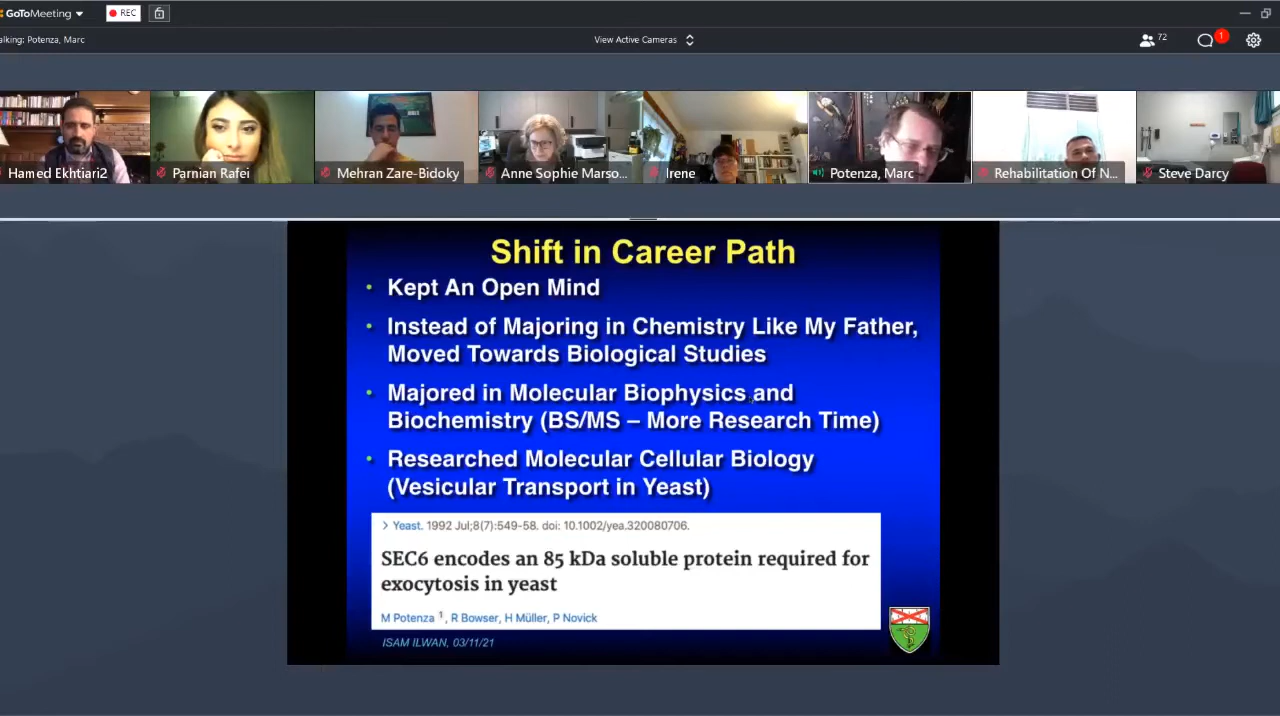 GoToMeeting
REC
alking: Potenza, Marc
View Active Cameras
72
1
Hamed Ekhtiari2
Parnian Rafei
Mehran Zare-Bidoky
Anne Sophie Marso...
Irene
Potenza, Marc
Rehabilitation Of N...
Steve Darcy
Shift in Career Path
• Kept An Open Mind
• Instead of Majoring in Chemistry Like My Father,
Moved Towards Biological Studies
• Majored in Molecular Biophysics and
Biochemistry (BS/MS – More Research Time)
• Researched Molecular Cellular Biology
(Vesicular Transport in Yeast)
> Yeast. 1992 Jul;8(7):549-58. doi: 10.1002/yea.320080706.
SEC6 encodes an 85 kDa soluble protein required for
exocytosis in yeast
M Potenza 1, R Bowser, H Müller, P Novick
ISAM ILWAN, 03/11/21